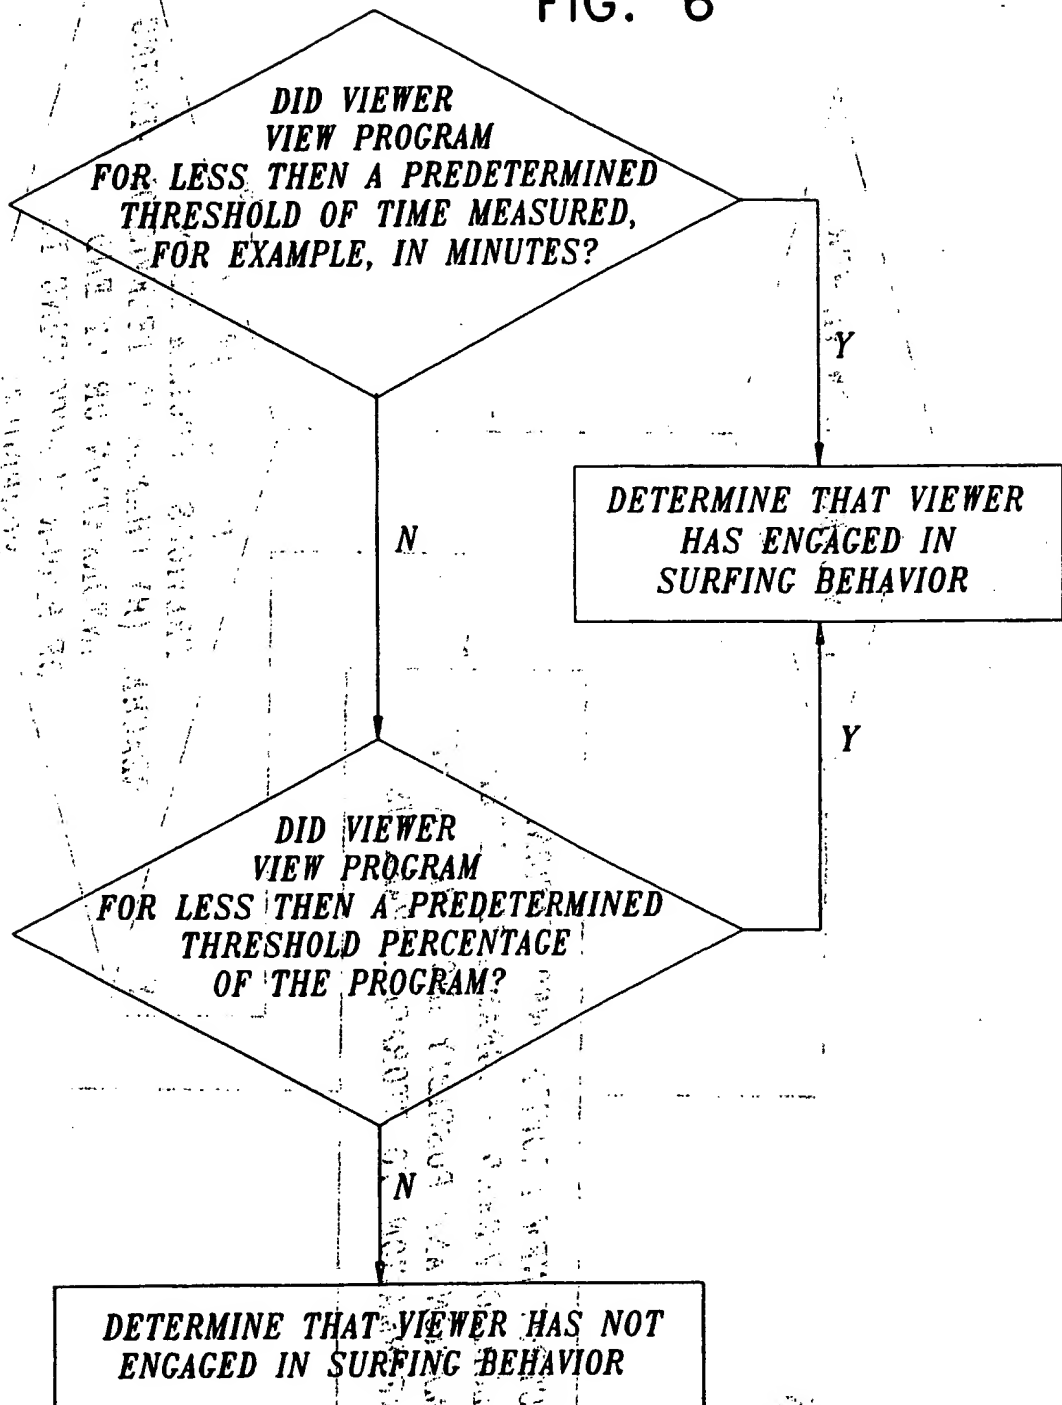 FIG. 6
DID VIEWER
VIEW PROGRAM
FOR LESS THEN A PREDETERMINED
THRESHOLD OF TIME MEASURED,
FOR EXAMPLE, IN MINUTES?
Y
N
DETERMINE THAT VIEWER
HAS ENGAGED IN
SURFING BEHAVIOR
Y
DID VIEWER
VIEW PROGRAM
FOR LESS THEN A PREDETERMINED
THRESHOLD PERCENTAGE
OF THE PROGRAM?
N
DETERMINE THAT VIEWER HAS NOT
ENGAGED IN SURFING BEHAVIOR